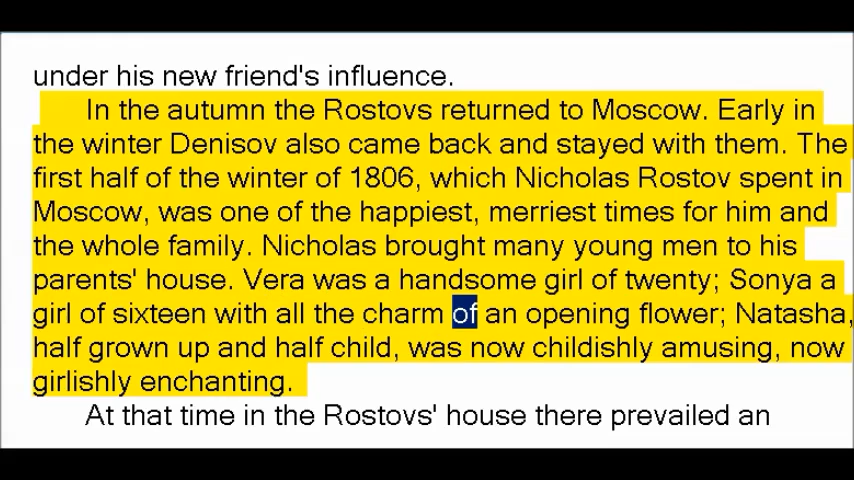 under his new friend's influence.
In the autumn the Rostovs returned to Moscow. Early in
the winter Denisov also came back and stayed with them. The
first half of the winter of 1806, which Nicholas Rostov spent in
Moscow, was one of the happiest, merriest times for him and
the whole family. Nicholas brought many young men to his
parents' house. Vera was a handsome girl of twenty; Sonya a
girl of sixteen with all the charm of an opening flower; Natasha,
half grown up and half child, was now childishly amusing, now
girlishly enchanting.
At that time in the Rostovs' house there prevailed an